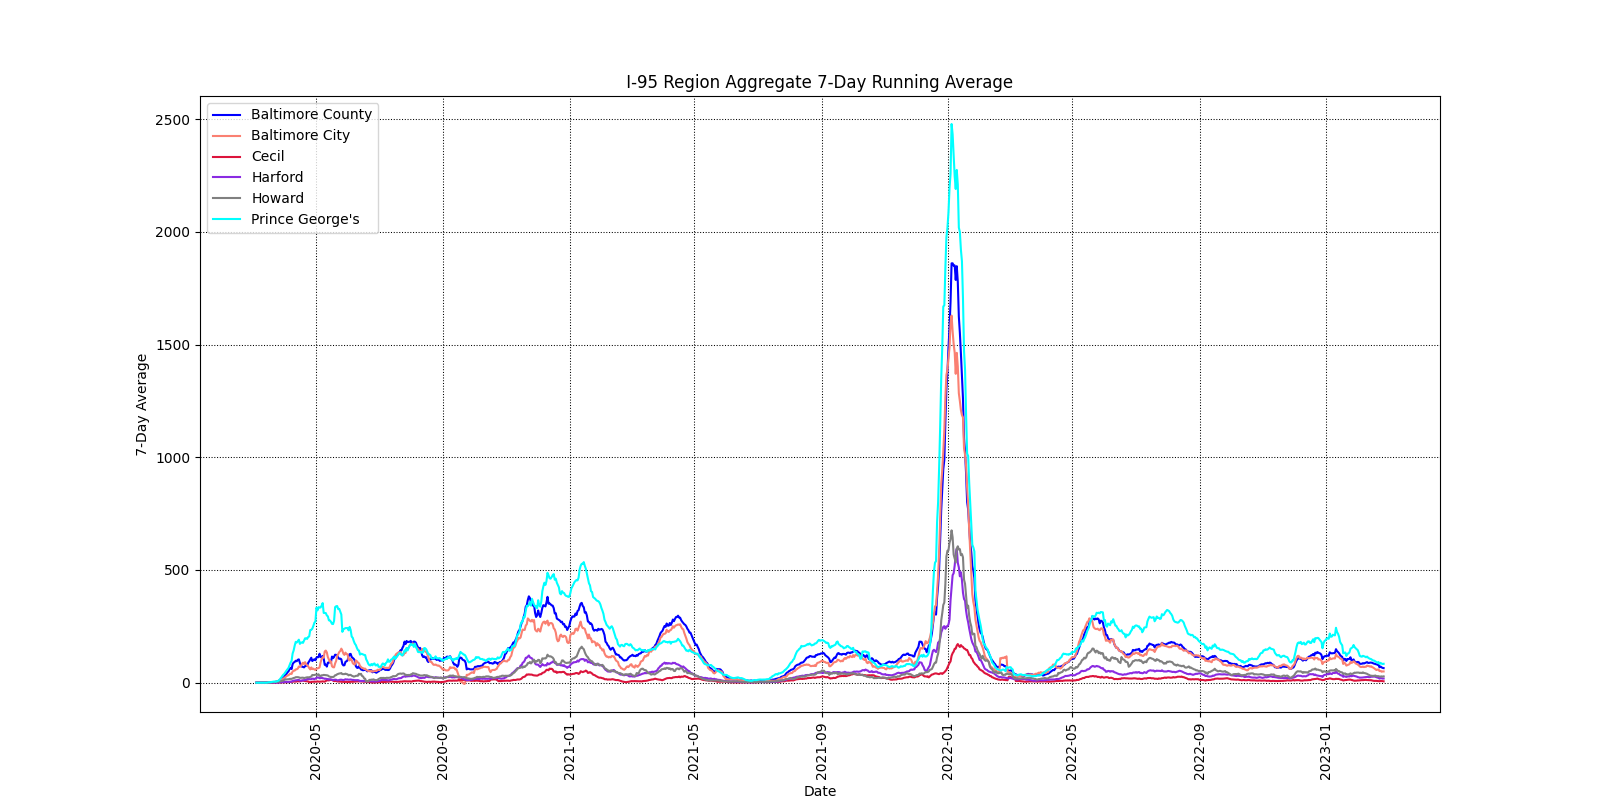 I-95 Region Aggregate 7-Day Running Average
Baltimore County
Baltimore City
Cecil
Harford
Howard
Prince George's
2500
2000
1500
1000
500
0
7-Day Average
2020-05
2020-09
2021-01
2021-05
2021-09
2022-01
2022-05
2022-09
2023-01
Date